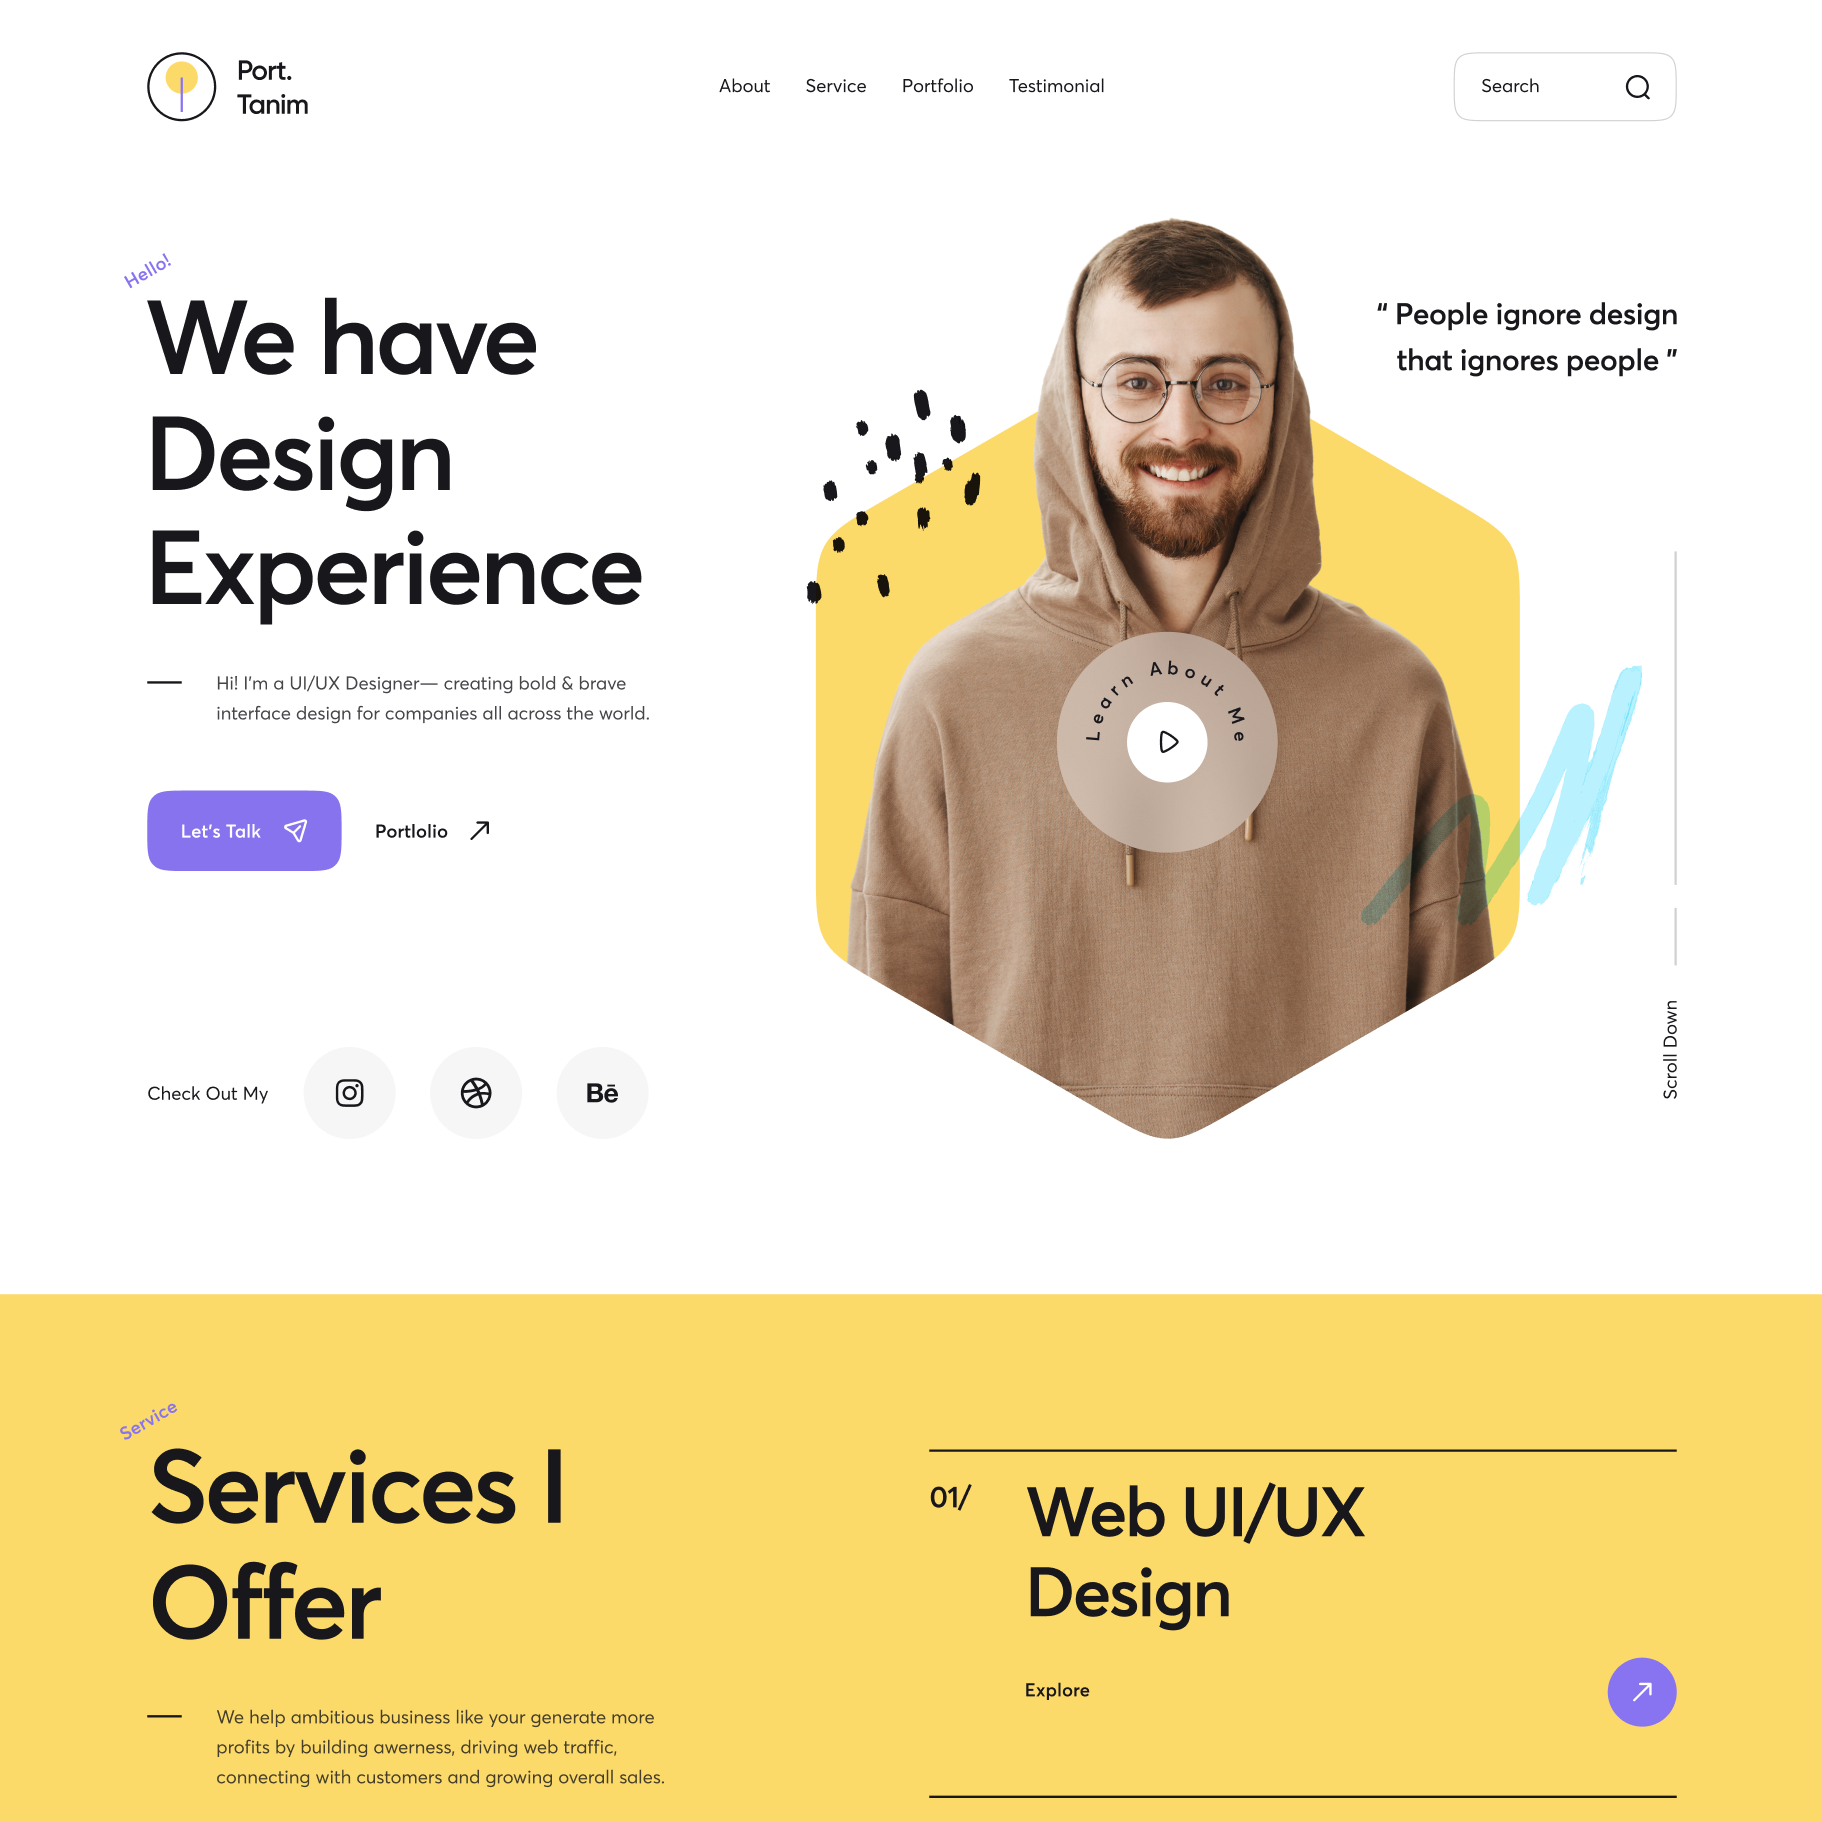 Port.
Tanim
About
Service
Portfolio
Testimonial
Search
Hello!
We have
Design
Experience
Hi! I'm a UI/UX Designer— creating bold & brave
interface design for companies all across the world.
Let's Talk
Portlolio
Check Out My
Bē
“ People ignore design
that ignores people ”
Learn About Me
Scroll Down
Service
Services I
Offer
We help ambitious business like your generate more
profits by building awerness, driving web traffic,
connecting with customers and growing overall sales.
01/
Web UI/UX
Design
Explore